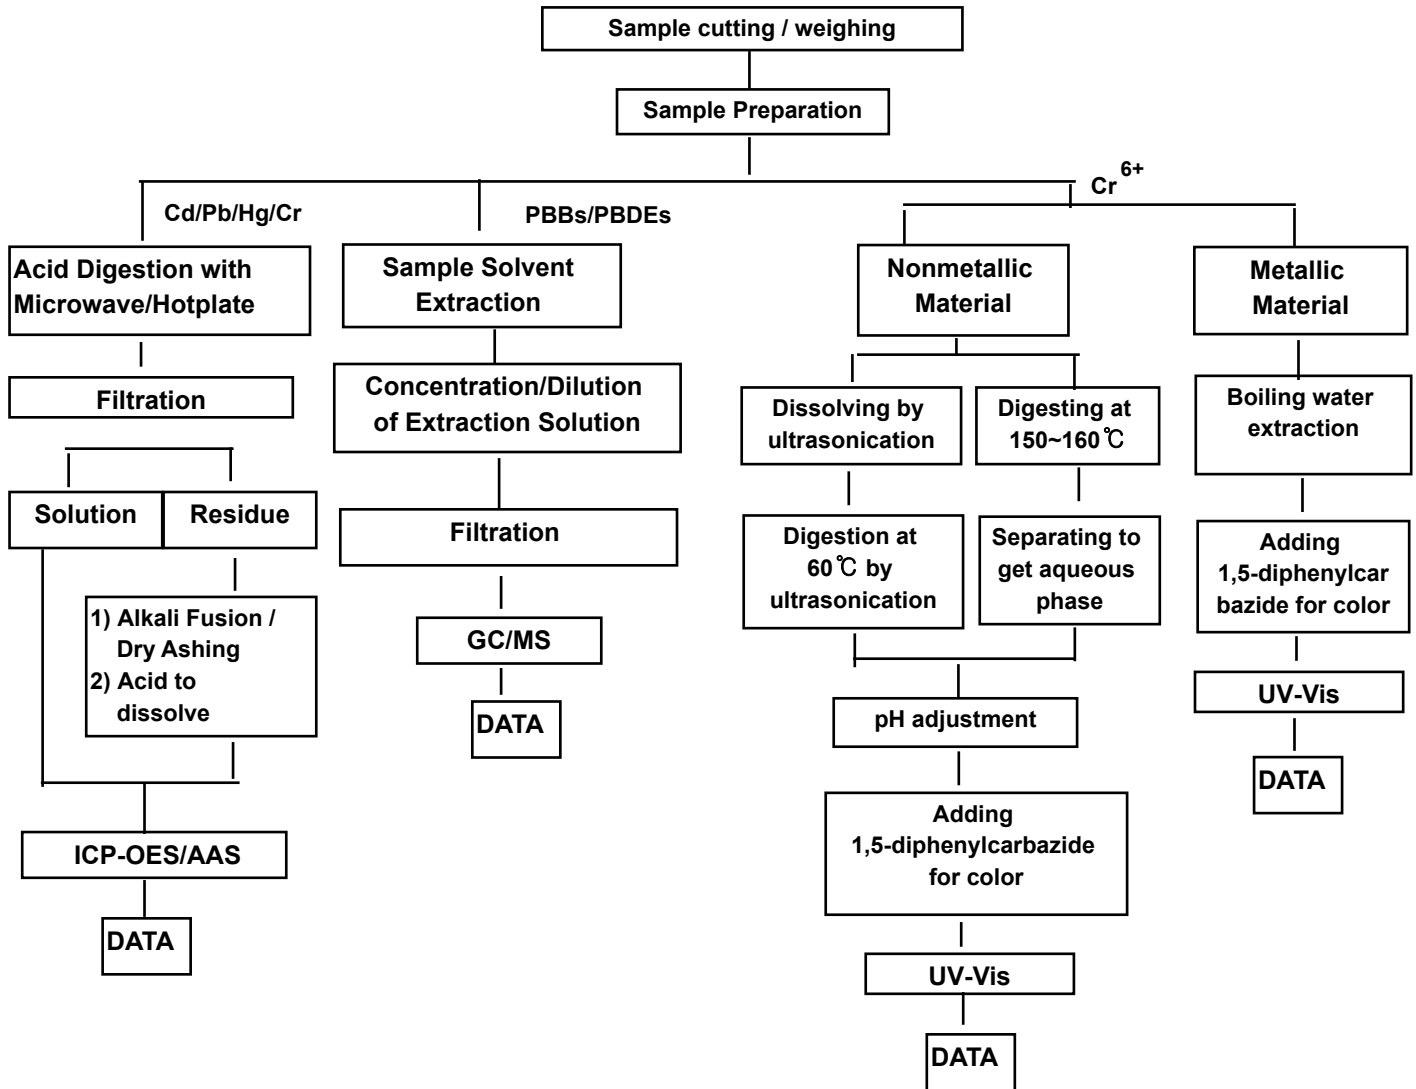 Sample cutting / weighing
Sample Preparation
Cd/Pb/Hg/Cr
PBBs/PBDEs
Cr 6+
Acid Digestion with
Microwave/Hotplate
Filtration
Solution
Residue
1) Alkali Fusion /
Dry Ashing
2) Acid to
dissolve
ICP-OES/AAS
DATA
Sample Solvent
Extraction
Concentration/Dilution
of Extraction Solution
Filtration
GC/MS
DATA
Nonmetallic
Material
Dissolving by
ultrasonication
Digestion at
60℃ by
ultrasonication
Digesting at
150~160℃
Separating to
get aqueous
phase
pH adjustment
Adding
1,5-diphenylcarbazide
for color
UV-Vis
DATA
Metallic
Material
Boiling water
extraction
Adding
1,5-diphenylcar
bazide for color
UV-Vis
DATA